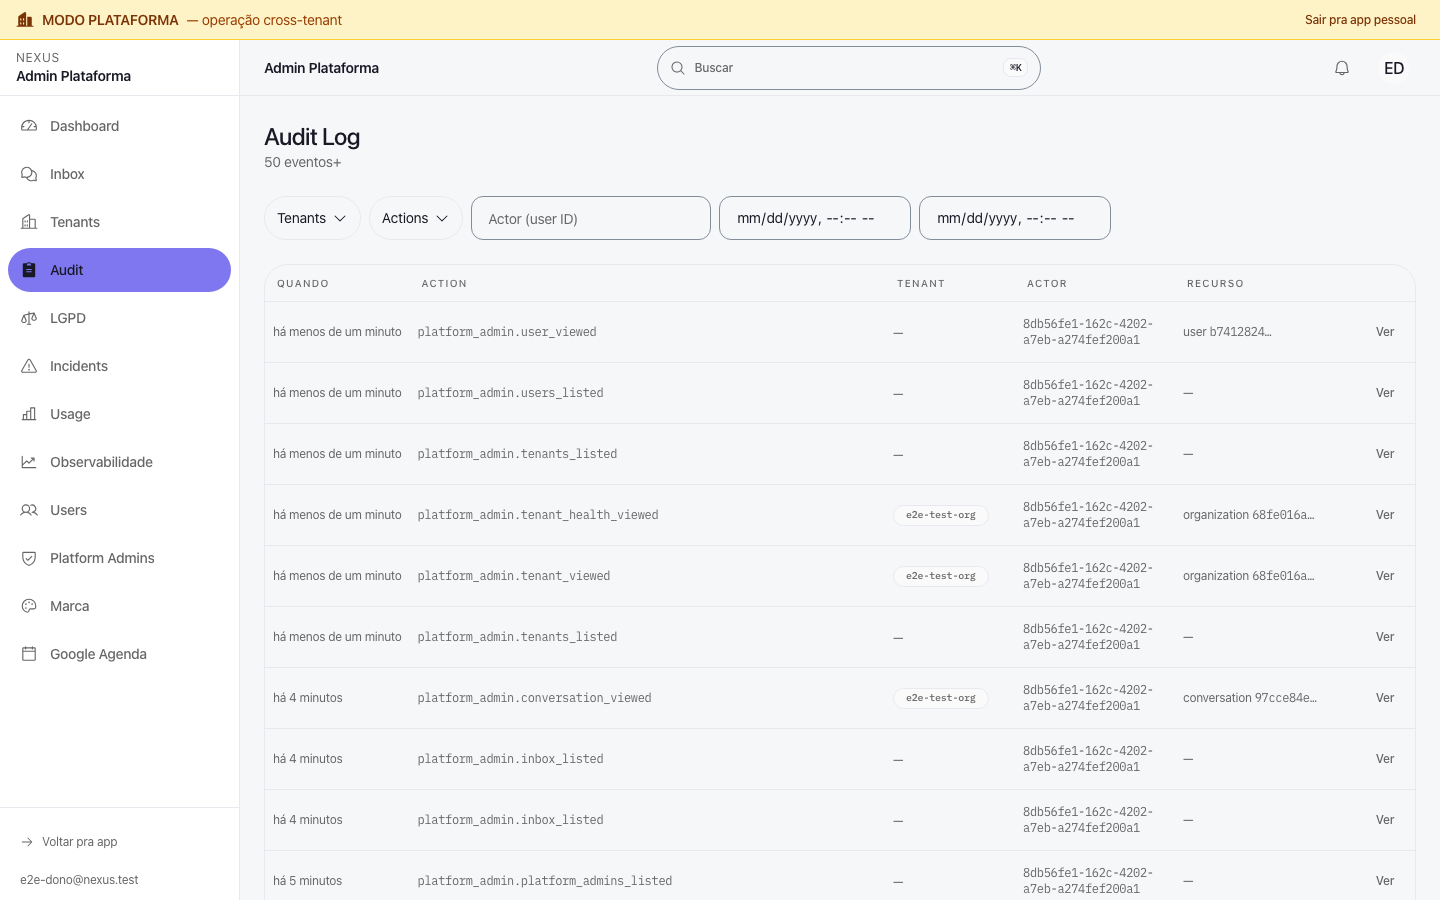 MODO PLATAFORMA — operação cross-tenant
Sair pra app pessoal
NEXUS
Admin Plataforma
Admin Plataforma
Buscar
⌘K
ED
Dashboard
Inbox
Tenants
Audit
LGPD
Incidents
Usage
Observabilidade
Users
Platform Admins
Marca
Google Agenda
Voltar pra app
e2e-dono@nexus.test
Audit Log
50 eventos+
Tenants
Actions
Actor (user ID)
mm/dd/yyyy, --:-- --
mm/dd/yyyy, --:-- --
QUANDO ACTION TENANT ACTOR RECURSO
há menos de um minuto platform_admin.user_viewed — 8db56fe1-162c-4202-
a7eb-a274fef200a1 user b7412824… Ver
há menos de um minuto platform_admin.users_listed — 8db56fe1-162c-4202-
a7eb-a274fef200a1 — Ver
há menos de um minuto platform_admin.tenants_listed — 8db56fe1-162c-4202-
a7eb-a274fef200a1 — Ver
há menos de um minuto platform_admin.tenant_health_viewed e2e-test-org 8db56fe1-162c-4202-
a7eb-a274fef200a1 organization 68fe016a… Ver
há menos de um minuto platform_admin.tenant_viewed e2e-test-org 8db56fe1-162c-4202-
a7eb-a274fef200a1 organization 68fe016a… Ver
há menos de um minuto platform_admin.tenants_listed — 8db56fe1-162c-4202-
a7eb-a274fef200a1 — Ver
há 4 minutos platform_admin.conversation_viewed e2e-test-org 8db56fe1-162c-4202-
a7eb-a274fef200a1 conversation 97cce84e… Ver
há 4 minutos platform_admin.inbox_listed — 8db56fe1-162c-4202-
a7eb-a274fef200a1 — Ver
há 4 minutos platform_admin.inbox_listed — 8db56fe1-162c-4202-
a7eb-a274fef200a1 — Ver
há 5 minutos platform_admin.platform_admins_listed — 8db56fe1-162c-4202-
a7eb-a274fef200a1 — Ver